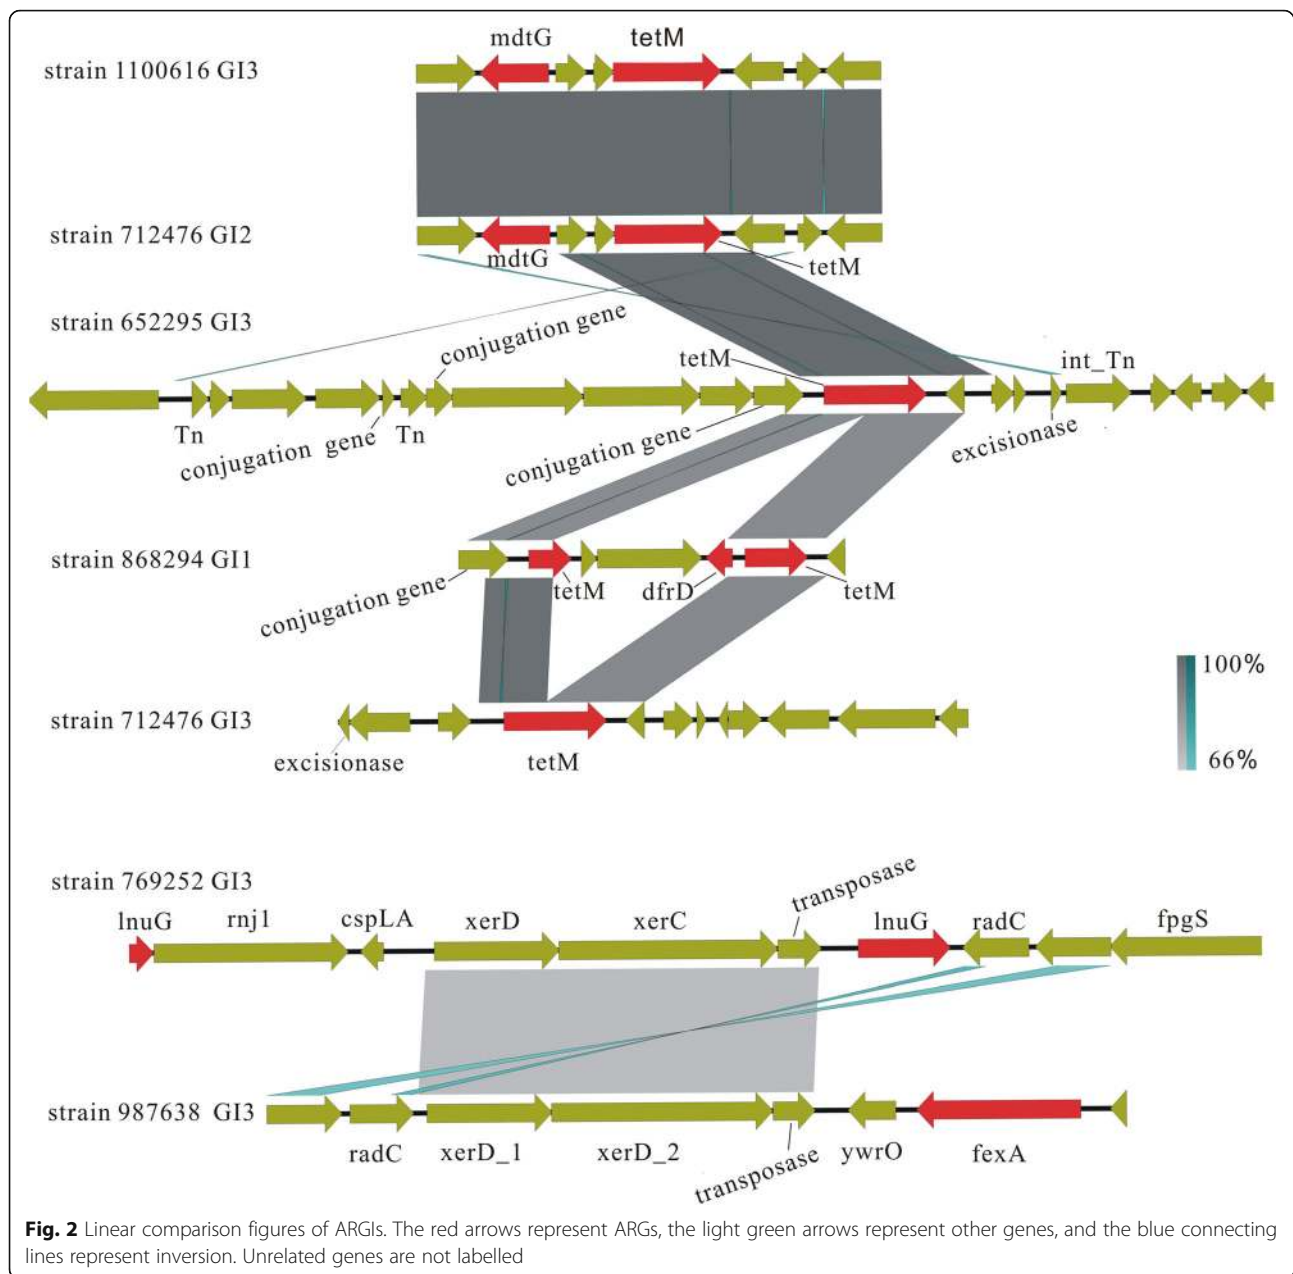 mdtG tetM
strain 1100616 GI3
strain 712476 GI2
mdtG tetM
strain 652295 GI3
conjugation gene
tetM int_Tn
Tn conjugation gene Tn conjugation gene excisionase
strain 868294 GI1
conjugation gene tetM dfrD tetM
100%
66%
strain 712476 GI3
excisionase tetM
strain 769252 GI3
transposase
lnuG rnj1 cspLA xerD xerC lnuG radC fpgS
strain 987638 GI3
radC xerD_1 xerD_2 transposase ywrO fexA
Fig. 2 Linear comparison figures of ARGIs. The red arrows represent ARGs, the light green arrows represent other genes, and the blue connecting
lines represent inversion. Unrelated genes are not labelled